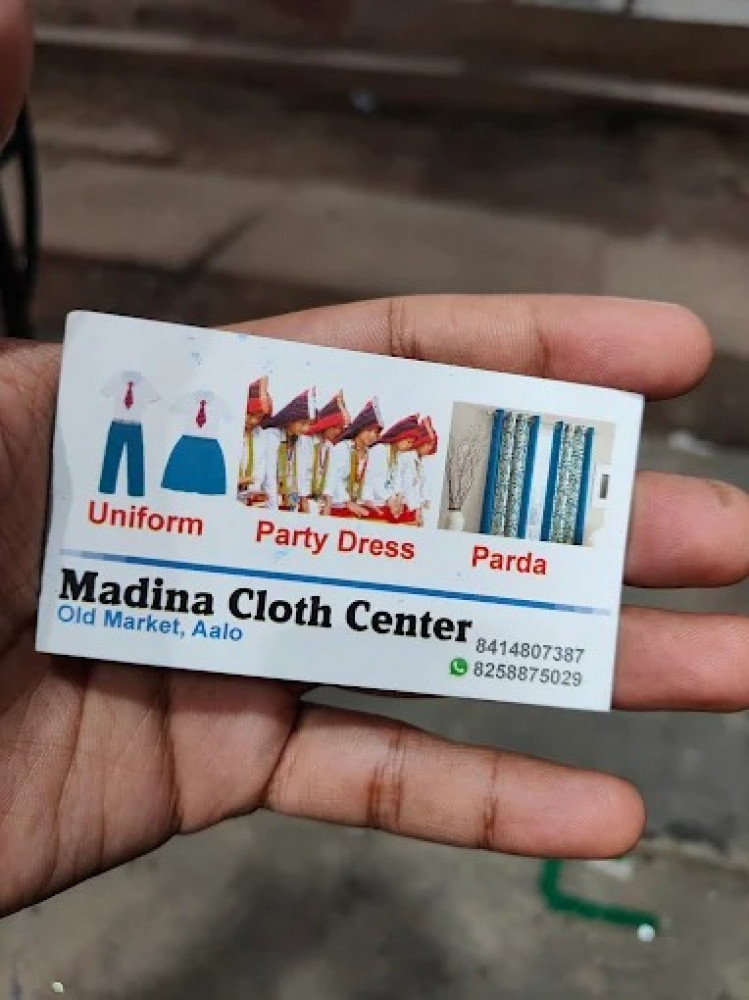 Uniform
Party Dress
Parda
Madina Cloth Center
Old Market, Aalo
8414807387
8258875029